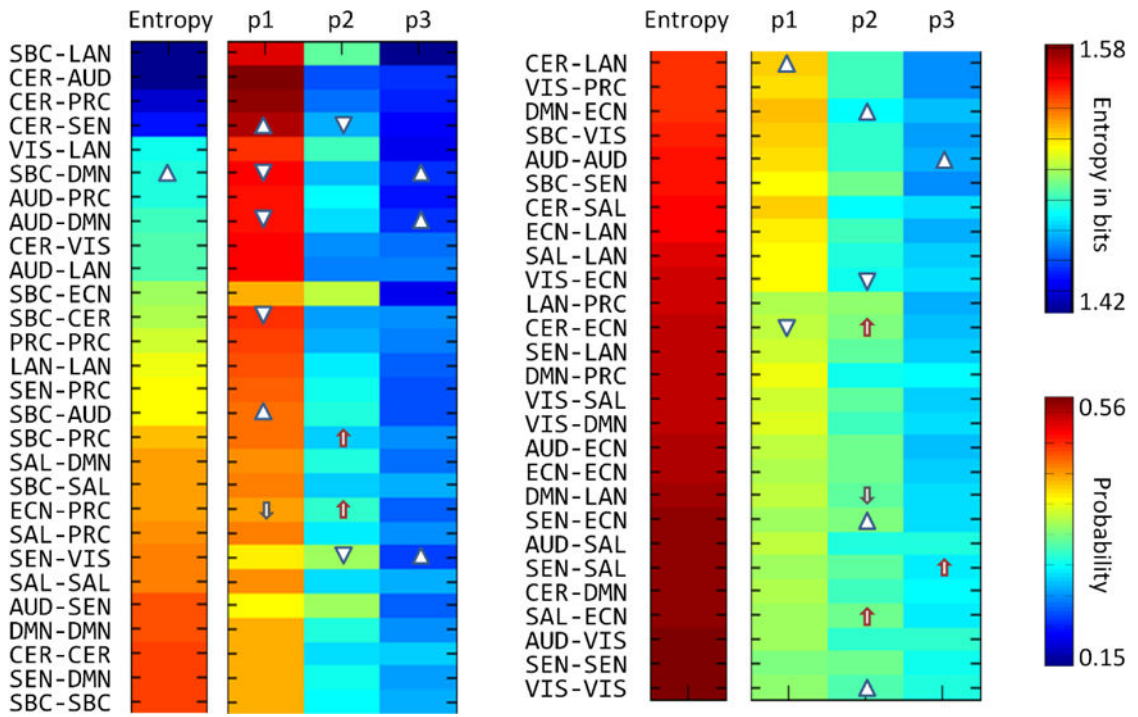 Entropy p1 p2 p3
SBC-LAN
CER-AUD
CER-PRC
CER-SEN
VIS-LAN
SBC-DMN
AUD-PRC
AUD-DMN
CER-VIS
AUD-LAN
SBC-ECN
SBC-CER
PRC-PRC
LAN-LAN
SEN-PRC
SBC-AUD
SBC-PRC
SAL-DMN
SBC-SAL
ECN-PRC
SAL-PRC
SEN-VIS
SAL-SAL
AUD-SEN
DMN-DMN
CER-CER
SEN-DMN
SBC-SBC
Entropy p1 p2 p3
CER-LAN
VIS-PRC
DMN-ECN
SBC-VIS
AUD-AUD
SBC-SEN
CER-SAL
ECN-LAN
SAL-LAN
VIS-ECN
LAN-PRC
CER-ECN
SEN-LAN
DMN-PRC
VIS-SAL
VIS-DMN
AUD-ECN
ECN-ECN
DMN-LAN
SEN-ECN
AUD-SAL
SEN-SAL
CER-DMN
SAL-ECN
AUD-VIS
SEN-SEN
VIS-VIS
1.58
Entropy in bits
1.42
0.56
Probability
0.15